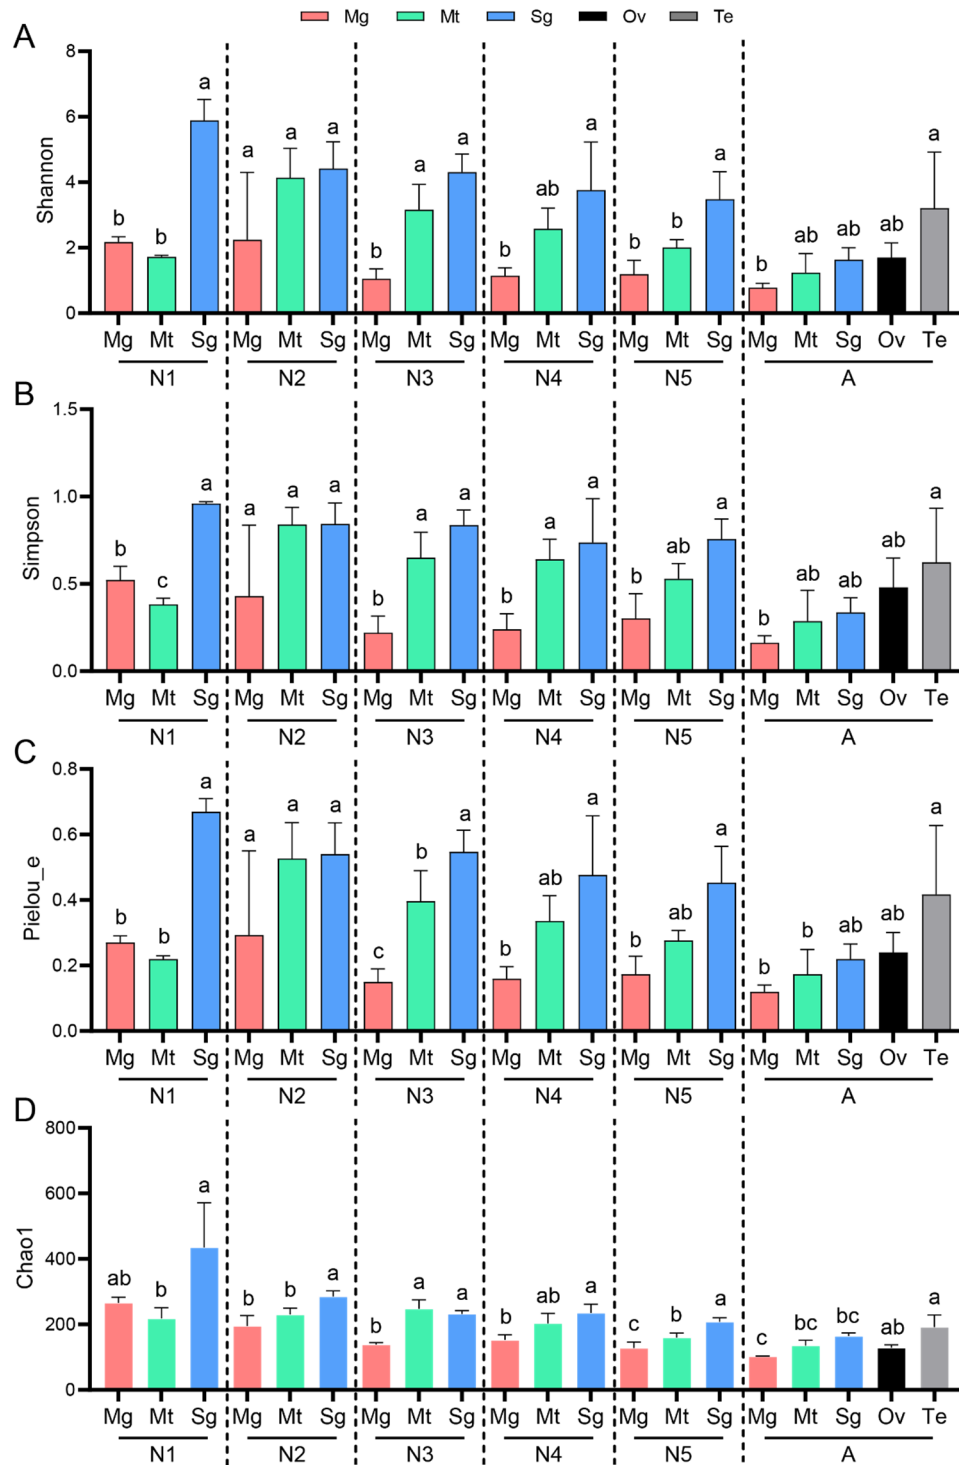 Mg Mt Sg Ov Te
A
Shannon
8
6
4
2
0
b b a a a a b a a b ab a b b a b ab ab ab a
Mg Mt Sg Mg Mt Sg Mg Mt Sg Mg Mt Sg Mg Mt Sg Mg Mt Sg Ov Te
N1 N2 N3 N4 N5 A
B
Simpson
1.5
1.0
0.5
0.0
b c a a a a b a a b a a b ab a b ab ab ab a
Mg Mt Sg Mg Mt Sg Mg Mt Sg Mg Mt Sg Mg Mt Sg Mg Mt Sg Ov Te
N1 N2 N3 N4 N5 A
C
Pielou_e
0.8
0.6
0.4
0.2
0.0
b b a a a a c b a b ab a b ab a b b ab ab a
Mg Mt Sg Mg Mt Sg Mg Mt Sg Mg Mt Sg Mg Mt Sg Mg Mt Sg Ov Te
N1 N2 N3 N4 N5 A
D
Chao1
800
600
400
200
0
ab b a b b a b a a b ab a c b a c bc bc ab a
Mg Mt Sg Mg Mt Sg Mg Mt Sg Mg Mt Sg Mg Mt Sg Mg Mt Sg Ov Te
N1 N2 N3 N4 N5 A